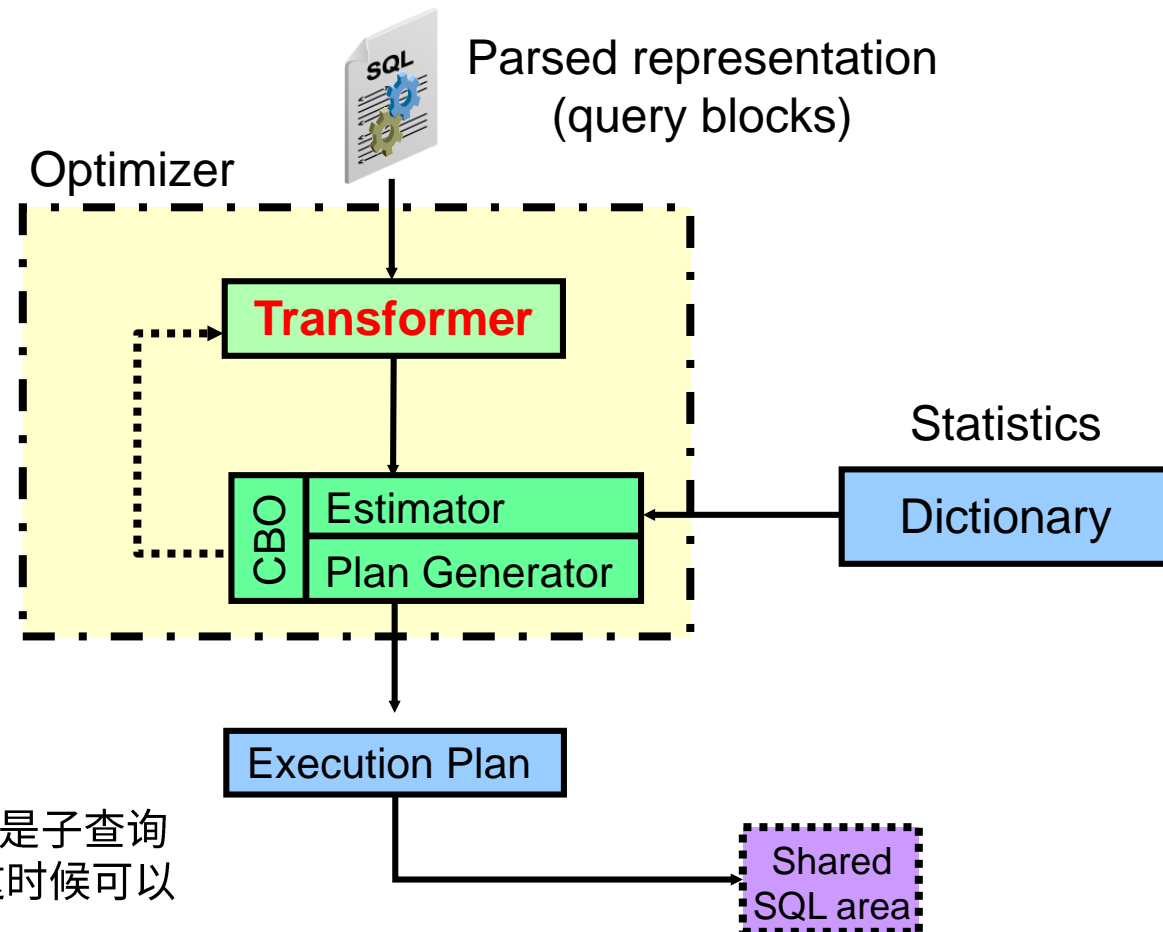 SQL
Parsed representation
(query blocks)
Optimizer
Transformer
Statistics
CBO
Estimator
Plan Generator
Dictionary
Execution Plan
是子查询
时候可以
Shared
SQL area